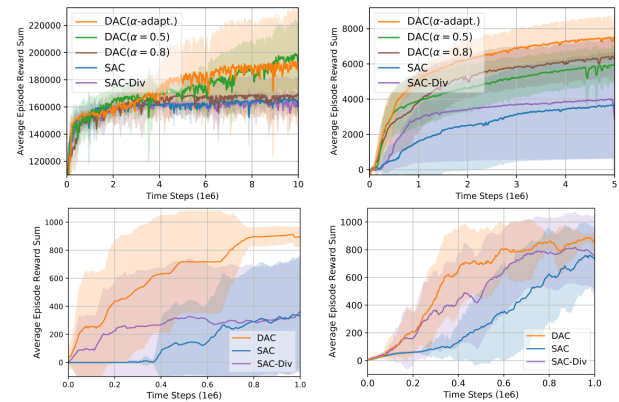 220000
200000
180000
160000
140000
120000
Average Episode Reward Sum
DAC(α-adapt.)
DAC(α = 0.5)
DAC(α = 0.8)
SAC
SAC-Div
0 2 4 6 8 10
Time Steps (1e6)
8000
6000
4000
2000
0
Average Episode Reward Sum
DAC(α-adapt.)
DAC(α = 0.5)
DAC(α = 0.8)
SAC
SAC-Div
0 1 2 3 4 5
Time Steps (1e6)
1000
800
600
400
200
0
Average Episode Reward Sum
DAC
SAC
SAC-Div
0.0 0.2 0.4 0.6 0.8 1.0
Time Steps (1e6)
1000
800
600
400
200
0
Average Episode Reward Sum
DAC
SAC
SAC-Div
0.0 0.2 0.4 0.6 0.8 1.0
Time Steps (1e6)